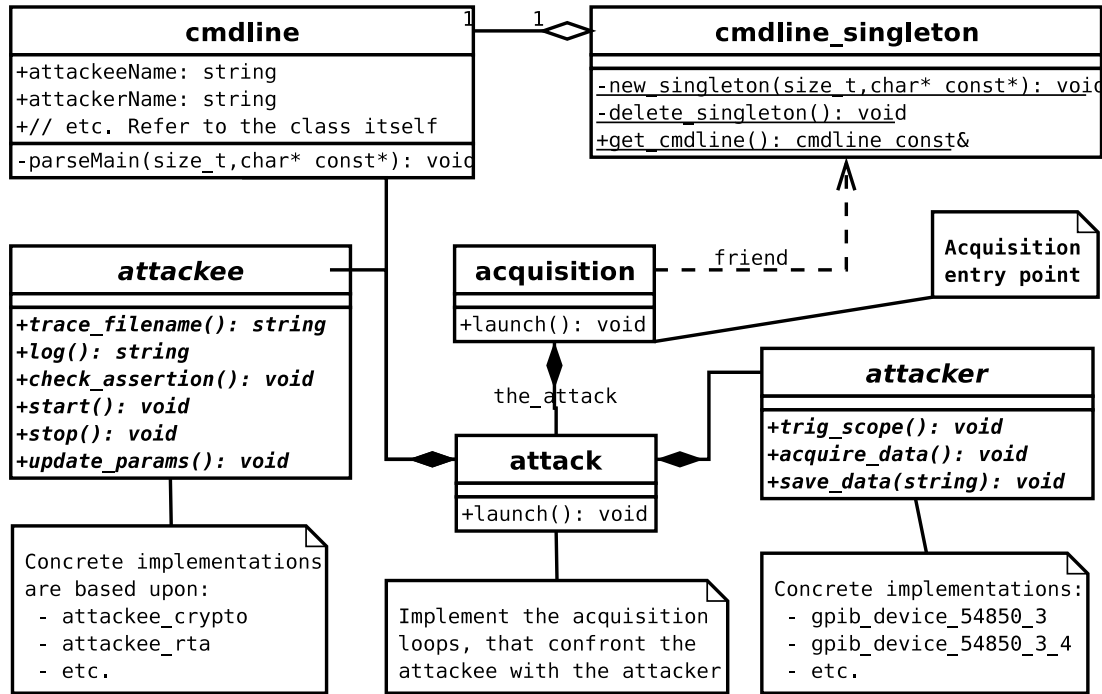 cmdline
+attackeeName: string
+attackerName: string
+// etc. Refer to the class itself
-parseMain(size_t,char* const*): void
1
1
cmdline_singleton
-new_singleton(size_t,char* const*): void
-delete_singleton(): void
+get_cmdline(): cmdline const&
friend
Acquisition
entry point
attackee
+trace_filename(): string
+log(): string
+check_assertion(): void
+start(): void
+stop(): void
+update_params(): void
acquisition
+launch(): void
the_attack
attack
+launch(): void
attacker
+trig_scope(): void
+acquire_data(): void
+save_data(string): void
Concrete implementations
are based upon:
- attackee_crypto
- attackee_rta
- etc.
Implement the acquisition
loops, that confront the
attackee with the attacker
Concrete implementations:
- gpib_device_54850_3
- gpib_device_54850_3_4
- etc.